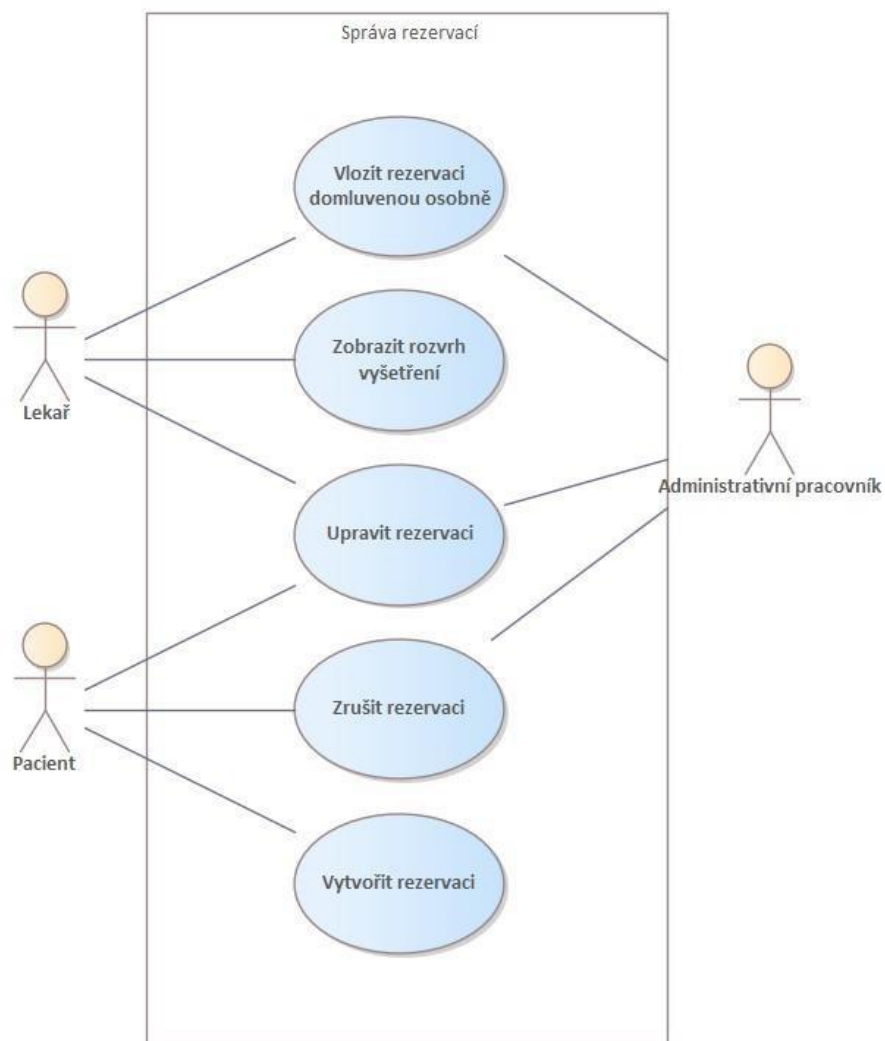 Správa rezervací
Vlozit rezervaci
domluvenou osobně
Zobrazit rozvrh
vyšetření
Lekař
Administrativní pracovník
Upravit rezervaci
Zrušit rezervaci
Pacient
Vytvořit rezervaci